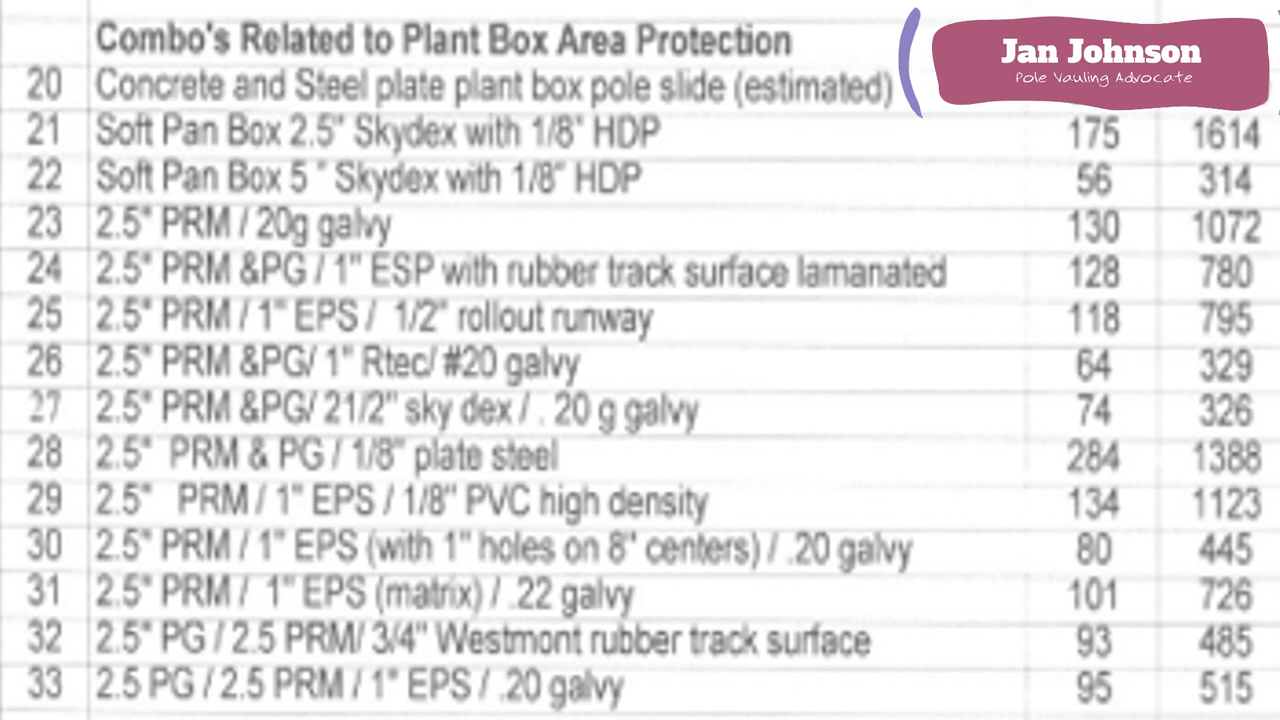 Combo's Related to Plant Box Area Protection
Jan Johnson
Pole Vauling Advocate
20 Concrete and Steel plate plant box pole slide (estimated)
21 Soft Pan Box 2.5" Skydex with 1/8' HDP 175 1614
22 Soft Pan Box 5 " Skydex with 1/8" HDP 56 314
23 2.5" PRM / 20g galvy 130 1072
24 2.5" PRM &PG / 1" ESP with rubber track surface lamanated 128 780
25 2.5" PRM / 1" EPS / 1/2" rollout runway 118 795
26 2.5" PRM &PG/ 1" Rtec/ #20 galvy 64 329
27 2.5" PRM &PG/ 21/2" sky dex / . 20 g galvy 74 326
28 2.5" PRM & PG / 1/8" plate steel 284 1388
29 2.5" PRM / 1" EPS / 1/8" PVC high density 134 1123
30 2.5" PRM / 1" EPS (with 1" holes on 8" centers) / .20 galvy 80 445
31 2.5" PRM / 1" EPS (matrix) / .22 galvy 101 726
32 2.5" PG / 2.5 PRM/ 3/4" Westmont rubber track surface 93 485
33 2.5 PG / 2.5 PRM / 1" EPS / .20 galvy 95 515